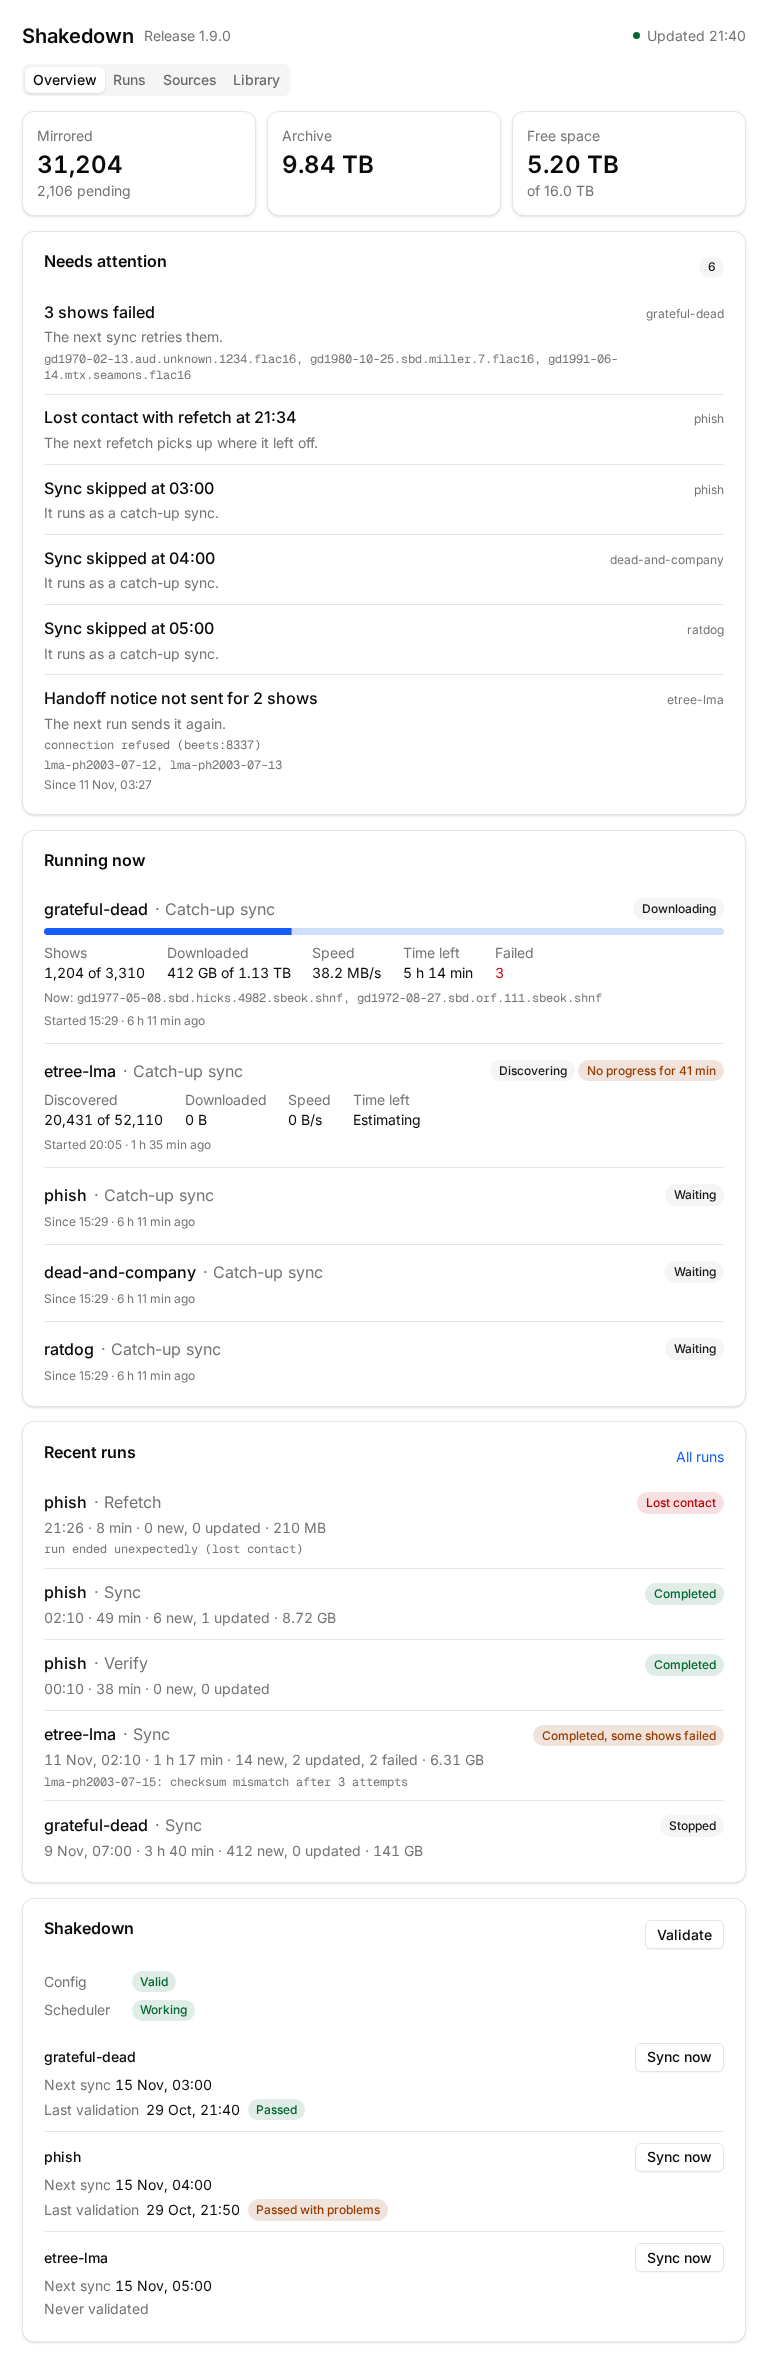 Shakedown Release 1.9.0 Updated 21:40
Overview Runs Sources Library
Mirrored
31,204
2,106 pending
Archive
9.84 TB
Free space
5.20 TB
of 16.0 TB
Needs attention 6
3 shows failed grateful-dead
The next sync retries them.
gd1970-02-13.aud.unknown.1234.flac16, gd1980-10-25.sbd.miller.7.flac16, gd1991-06-
14.mtx.seamons.flac16
Lost contact with refetch at 21:34 phish
The next refetch picks up where it left off.
Sync skipped at 03:00 phish
It runs as a catch-up sync.
Sync skipped at 04:00 dead-and-company
It runs as a catch-up sync.
Sync skipped at 05:00 ratdog
It runs as a catch-up sync.
Handoff notice not sent for 2 shows etree-lma
The next run sends it again.
connection refused (beets:8337)
lma-ph2003-07-12, lma-ph2003-07-13
Since 11 Nov, 03:27
Running now
grateful-dead · Catch-up sync Downloading
Shows Downloaded Speed Time left Failed
1,204 of 3,310 412 GB of 1.13 TB 38.2 MB/s 5 h 14 min 3
Now: gd1977-05-08.sbd.hicks.4982.sbeok.shnf, gd1972-08-27.sbd.orf.111.sbeok.shnf
Started 15:29 · 6 h 11 min ago
etree-lma · Catch-up sync Discovering No progress for 41 min
Discovered Downloaded Speed Time left
20,431 of 52,110 0 B 0 B/s Estimating
Started 20:05 · 1 h 35 min ago
phish · Catch-up sync Waiting
Since 15:29 · 6 h 11 min ago
dead-and-company · Catch-up sync Waiting
Since 15:29 · 6 h 11 min ago
ratdog · Catch-up sync Waiting
Since 15:29 · 6 h 11 min ago
Recent runs All runs
phish · Refetch Lost contact
21:26 · 8 min · 0 new, 0 updated · 210 MB
run ended unexpectedly (lost contact)
phish · Sync Completed
02:10 · 49 min · 6 new, 1 updated · 8.72 GB
phish · Verify Completed
00:10 · 38 min · 0 new, 0 updated
etree-lma · Sync Completed, some shows failed
11 Nov, 02:10 · 1 h 17 min · 14 new, 2 updated, 2 failed · 6.31 GB
lma-ph2003-07-15: checksum mismatch after 3 attempts
grateful-dead · Sync Stopped
9 Nov, 07:00 · 3 h 40 min · 412 new, 0 updated · 141 GB
Shakedown Validate
Config Valid
Scheduler Working
grateful-dead Sync now
Next sync 15 Nov, 03:00
Last validation 29 Oct, 21:40 Passed
phish Sync now
Next sync 15 Nov, 04:00
Last validation 29 Oct, 21:50 Passed with problems
etree-lma Sync now
Next sync 15 Nov, 05:00
Never validated